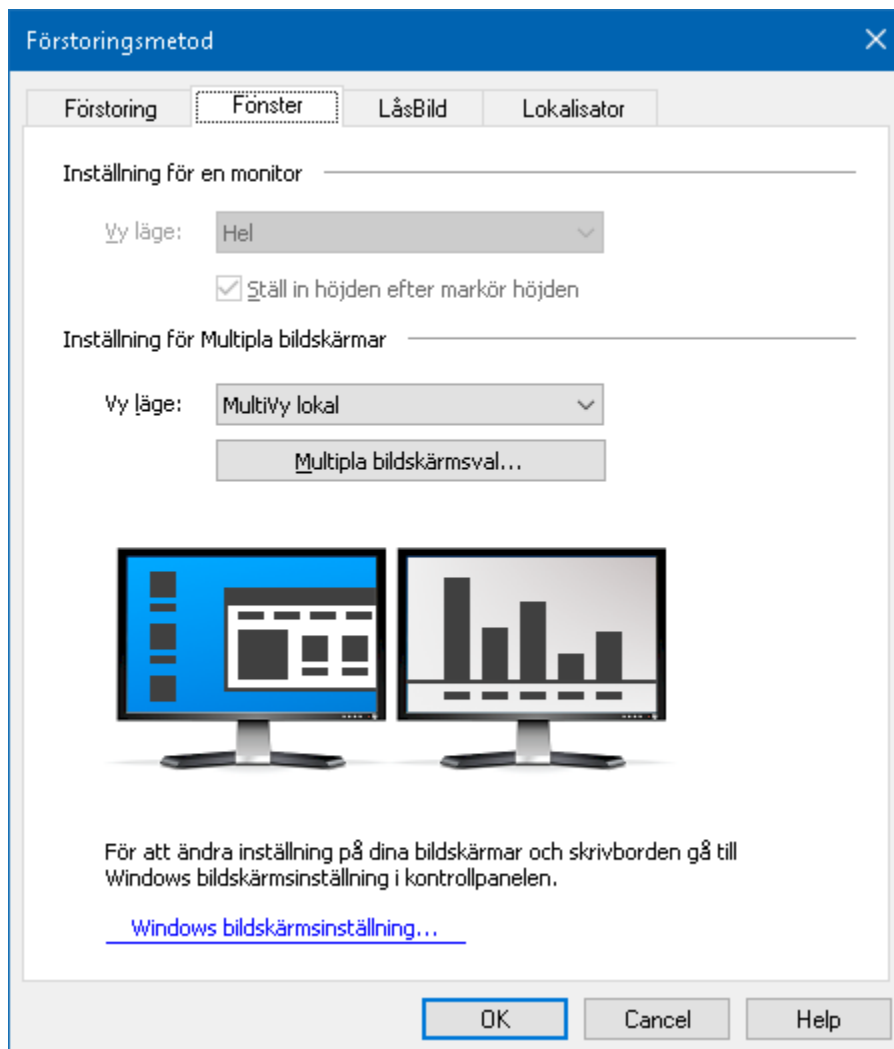 Förstoringsmetod
Förstoring Fönster LåsBild Lokalisator
Inställning för en monitor
Vy läge: Hel
Ställ in höjden efter markör höjden
Inställning för Multipla bildskärmar
Vy läge: MultiVy lokal
Multipla bildskärmsval...
För att ändra inställning på dina bildskärmar och skrivborden gå till
Windows bildskärmsinställning i kontrollpanelen.
Windows bildskärmsinställning...
OK Cancel Help